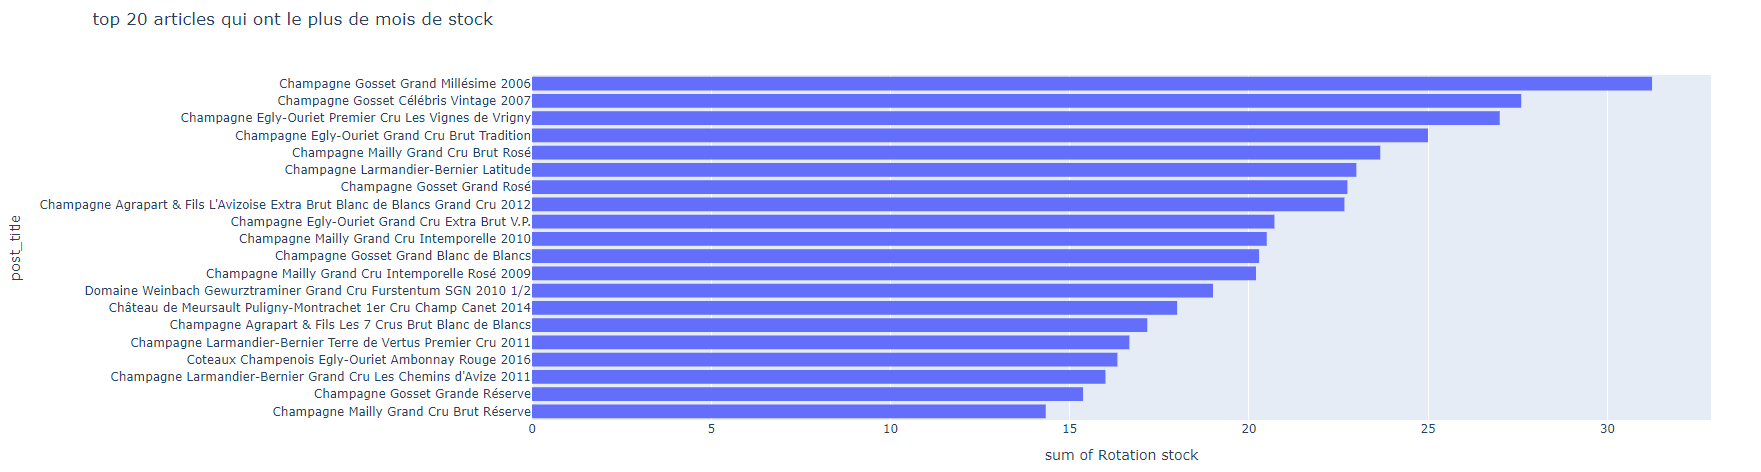 top 20 articles qui ont le plus de mois de stock
post_title
Champagne Gosset Grand Millésime 2006
Champagne Gosset Célébris Vintage 2007
Champagne Egly-Ouriet Premier Cru Les Vignes de Vrigny
Champagne Egly-Ouriet Grand Cru Brut Tradition
Champagne Mailly Grand Cru Brut Rosé
Champagne Larmandier-Bernier Latitude
Champagne Gosset Grand Rosé
Champagne Agrapart & Fils L'Avizoise Extra Brut Blanc de Blancs Grand Cru 2012
Champagne Egly-Ouriet Grand Cru Extra Brut V.P.
Champagne Mailly Grand Cru Intemporelle 2010
Champagne Gosset Grand Blanc de Blancs
Champagne Mailly Grand Cru Intemporelle Rosé 2009
Domaine Weinbach Gewurztraminer Grand Cru Furstentum SGN 2010 1/2
Château de Meursault Puligny-Montrachet 1er Cru Champ Canet 2014
Champagne Agrapart & Fils Les 7 Crus Brut Blanc de Blancs
Champagne Larmandier-Bernier Terre de Vertus Premier Cru 2011
Coteaux Champenois Egly-Ouriet Ambonnay Rouge 2016
Champagne Larmandier-Bernier Grand Cru Les Chemins d'Avize 2011
Champagne Gosset Grande Réserve
Champagne Mailly Grand Cru Brut Réserve
0 5 10 15 20 25 30
sum of Rotation stock